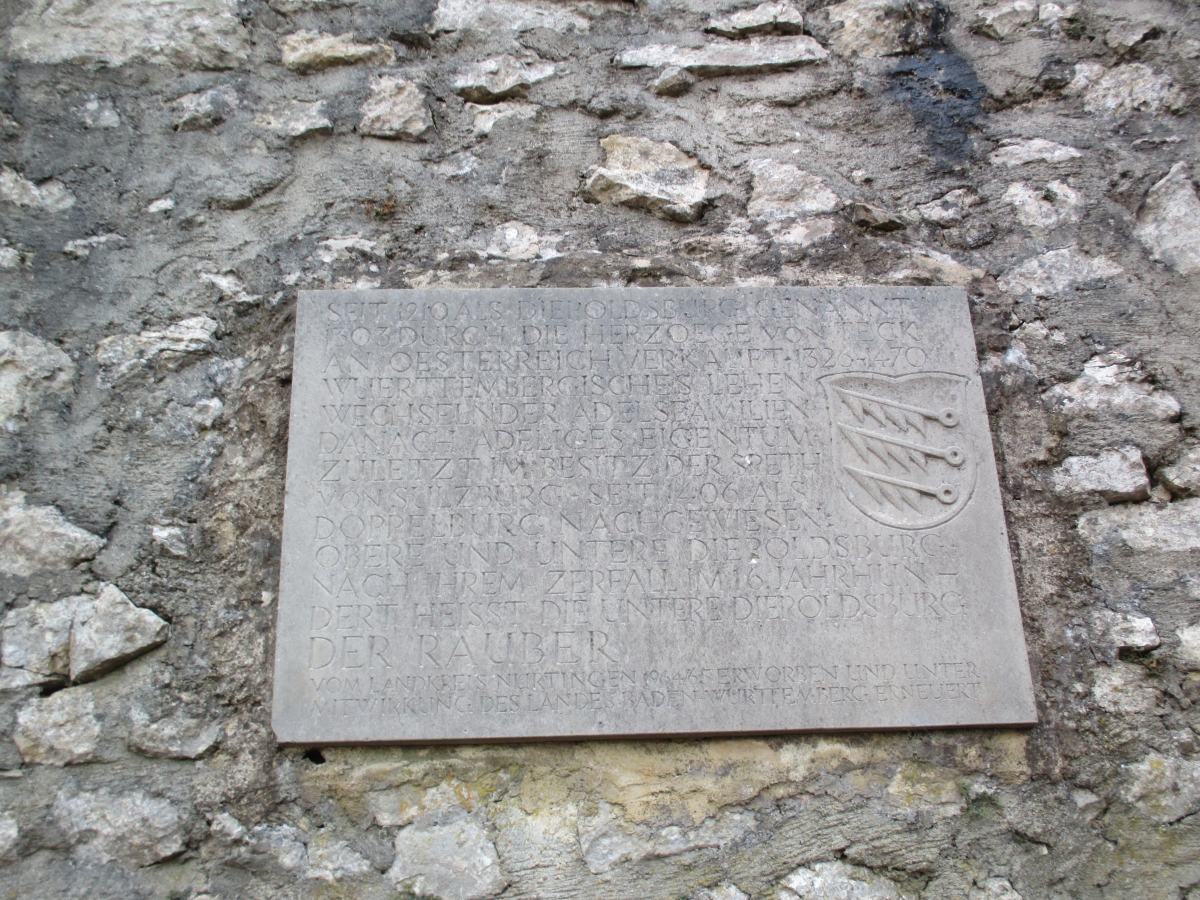 SEIT 1210 ALS DIEPOLDSBURG GENANNT
1303 DURCH DIE HERZOEGE VON TECK
AN OESTERREICH VERKAUFT · 1326-1470
WUERTTEMBERGISCHES LEHEN
WECHSELNDER ADELSFAMILIEN
DANACH ADELIGES EIGENTUM
ZULETZT IM BESITZ DER SPETH
VON SULZBURG · SEIT 1406 ALS
DOPPELBURG NACHGEWIESEN:
OBERE UND UNTERE DIEPOLDSBURG ·
NACH IHREM ZERFALL IM 16. JAHRHUN-
DERT HEISST DIE UNTERE DIEPOLDSBURG:
DER RAUBER
VOM LANDKREIS NÜRTINGEN 1964/65 ERWORBEN UND UNTER
MITWIRKUNG DES LANDES BADEN-WÜRTTEMBERG ERNEUERT